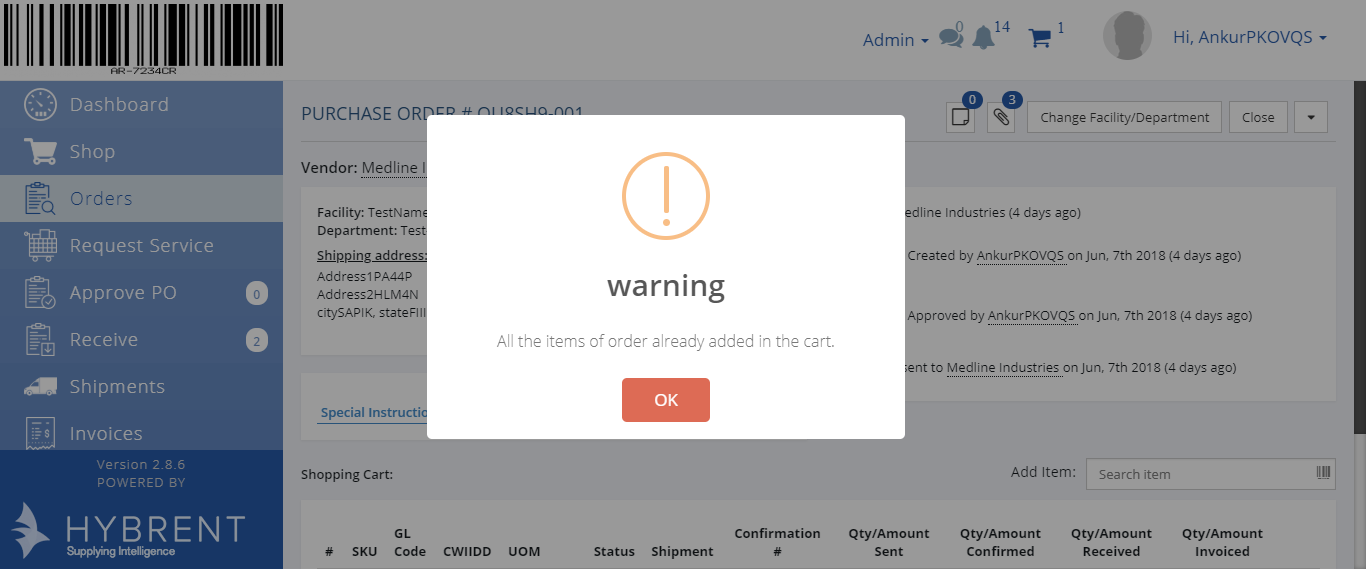 AR-7234CR
Admin
0
14
1
Hi, AnkurPKOVQS
Dashboard
Shop
Orders
Request Service
Approve PO 0
Receive 2
Shipments
Invoices
Version 2.8.6
POWERED BY
HYBRENT
Supplying Intelligence
PURCHASE ORDER # OU8SH9-001
0
3
Change Facility/Department
Close
Vendor: Medline I
Facility: TestName
Department: Test
Shipping address:
Address1PA44P
Address2HLM4N
citySAPIK, stateFIII
edline Industries (4 days ago)
Created by AnkurPKOVQS on Jun, 7th 2018 (4 days ago)
Approved by AnkurPKOVQS on Jun, 7th 2018 (4 days ago)
sent to Medline Industries on Jun, 7th 2018 (4 days ago)
warning
All the items of order already added in the cart.
OK
Special Instructio
Shopping Cart:
Add Item: Search item
# SKU GL Code CWIIDD UOM Status Shipment Confirmation # Qty/Amount Sent Qty/Amount Confirmed Qty/Amount Received Qty/Amount Invoiced